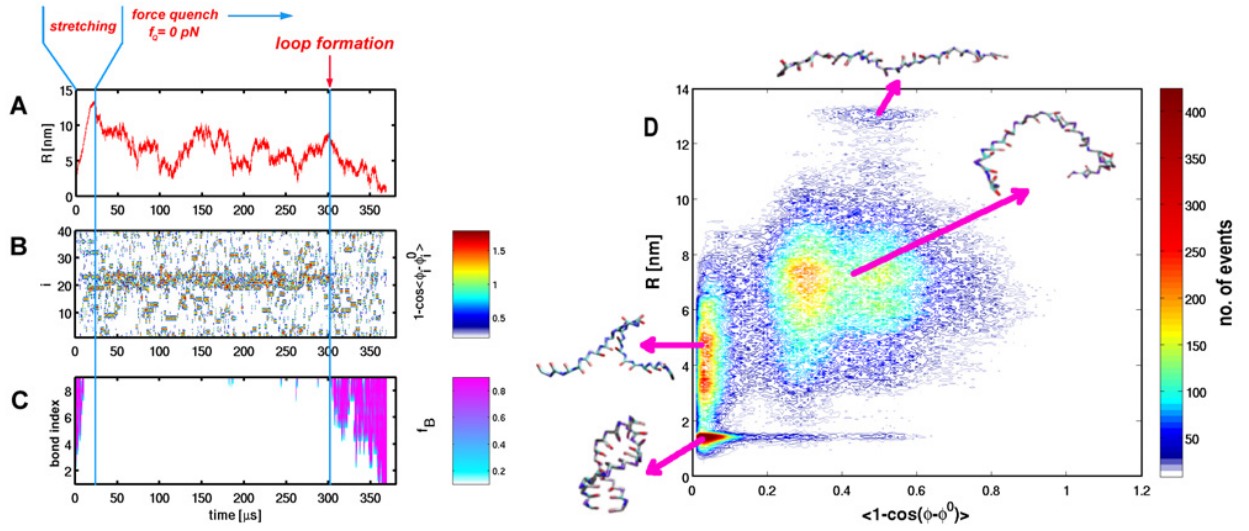 stretching
force quench
f_Q = 0 pN
loop formation
A
R [nm]
15
10
5
0
0 50 100 150 200 250 300 350
B
i
40
30
20
10
0 50 100 150 200 250 300 350
1-cos<ϕ_i-ϕ_i^0>
1.5
1
0.5
C
bond index
8
6
4
2
0 50 100 150 200 250 300 350
time [μs]
f_B
0.8
0.6
0.4
0.2
D
R [nm]
14
12
10
8
6
4
2
0
0 0.2 0.4 0.6 0.8 1 1.2
<1-cos(ϕ-ϕ^0)>
no. of events
400
350
300
250
200
150
100
50